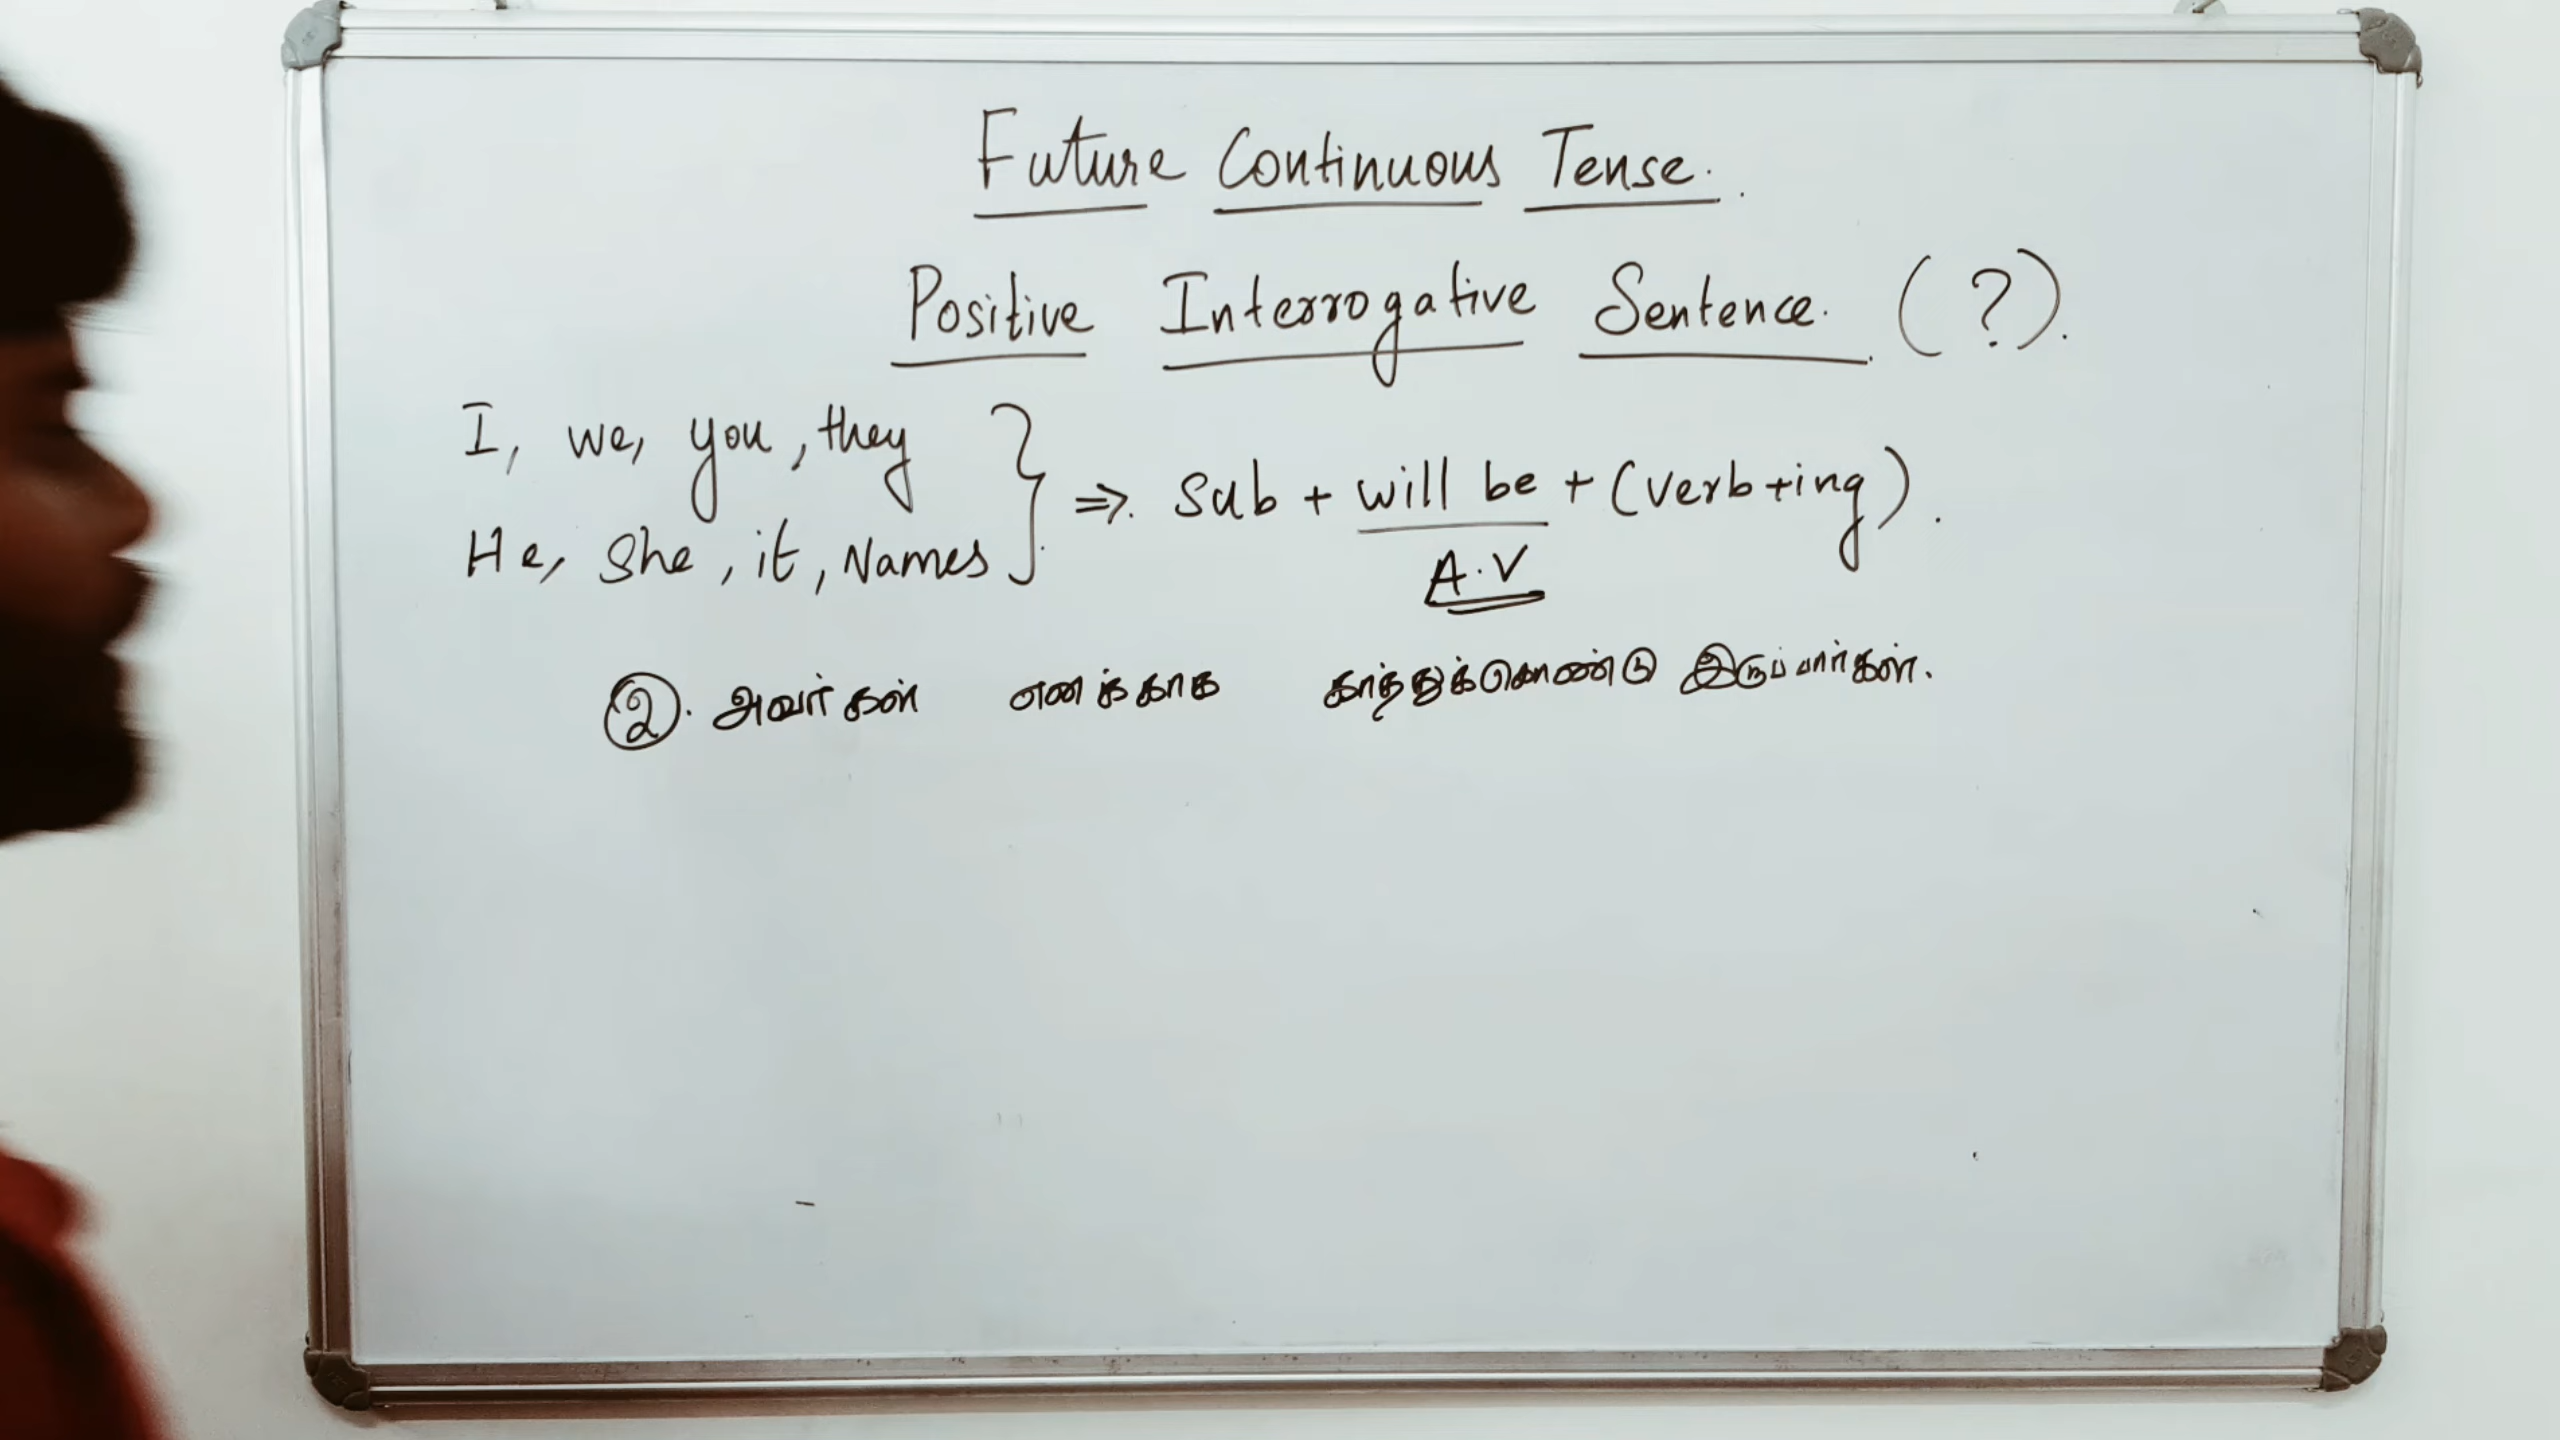 Future Continuous Tense.
Positive Interrogative Sentence. (?).
I, we, you, they
He, She, it, Names } ⇒ Sub + will be + (verb+ing).
A.V
②. அவர்கள் எனக்காக காத்துக்கொண்டு இருப்பார்கள்.